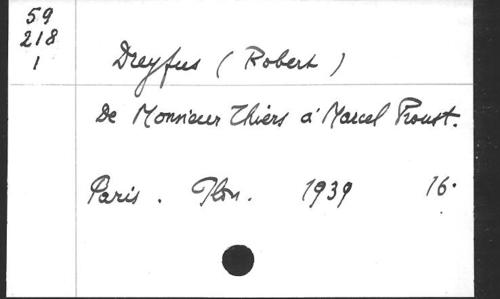 59
218
1
Dreyfus ( Robert )
De Monsieur Thiers à Marcel Proust.
Paris . Plon . 1939 16°